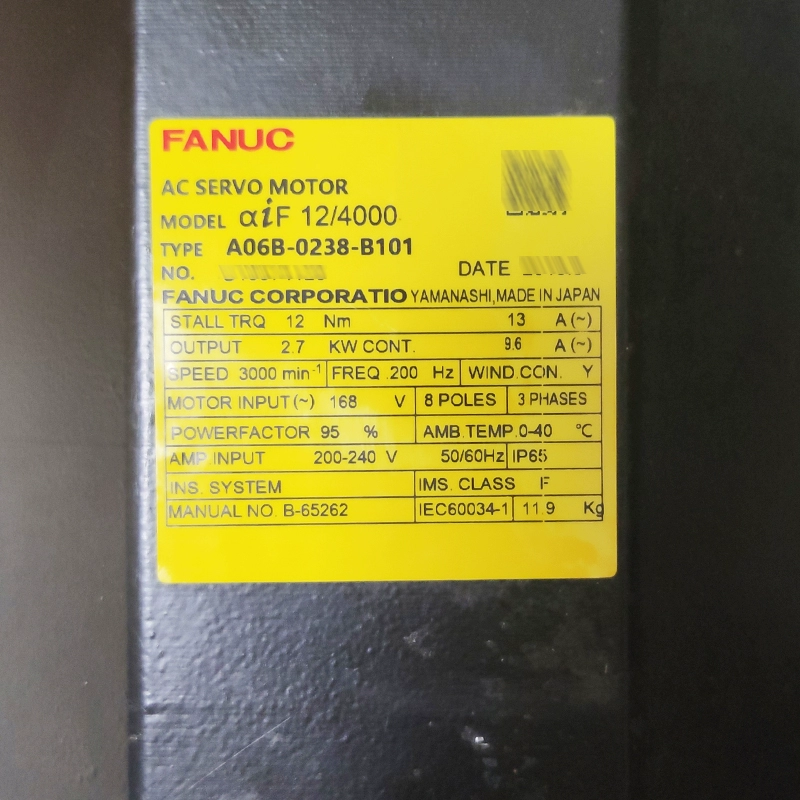 FANUC
AC SERVO MOTOR
MODEL αiF 12/4000
TYPE A06B-0238-B101
NO.
DATE
FANUC CORPORATIO YAMANASHI,MADE IN JAPAN
STALL TRQ 12 Nm 13 A(~)
OUTPUT 2.7 KW CONT. 9.6 A(~)
SPEED 3000 min⁻¹ FREQ.200 Hz WIND.CON. Y
MOTOR INPUT(~) 168 V 8 POLES 3 PHASES
POWERFACTOR 95 % AMB.TEMP.0-40 ℃
AMP.INPUT 200-240 V 50/60Hz IP65
INS. SYSTEM IMS. CLASS F
MANUAL NO. B-65262 IEC60034-1 11.9 Kg